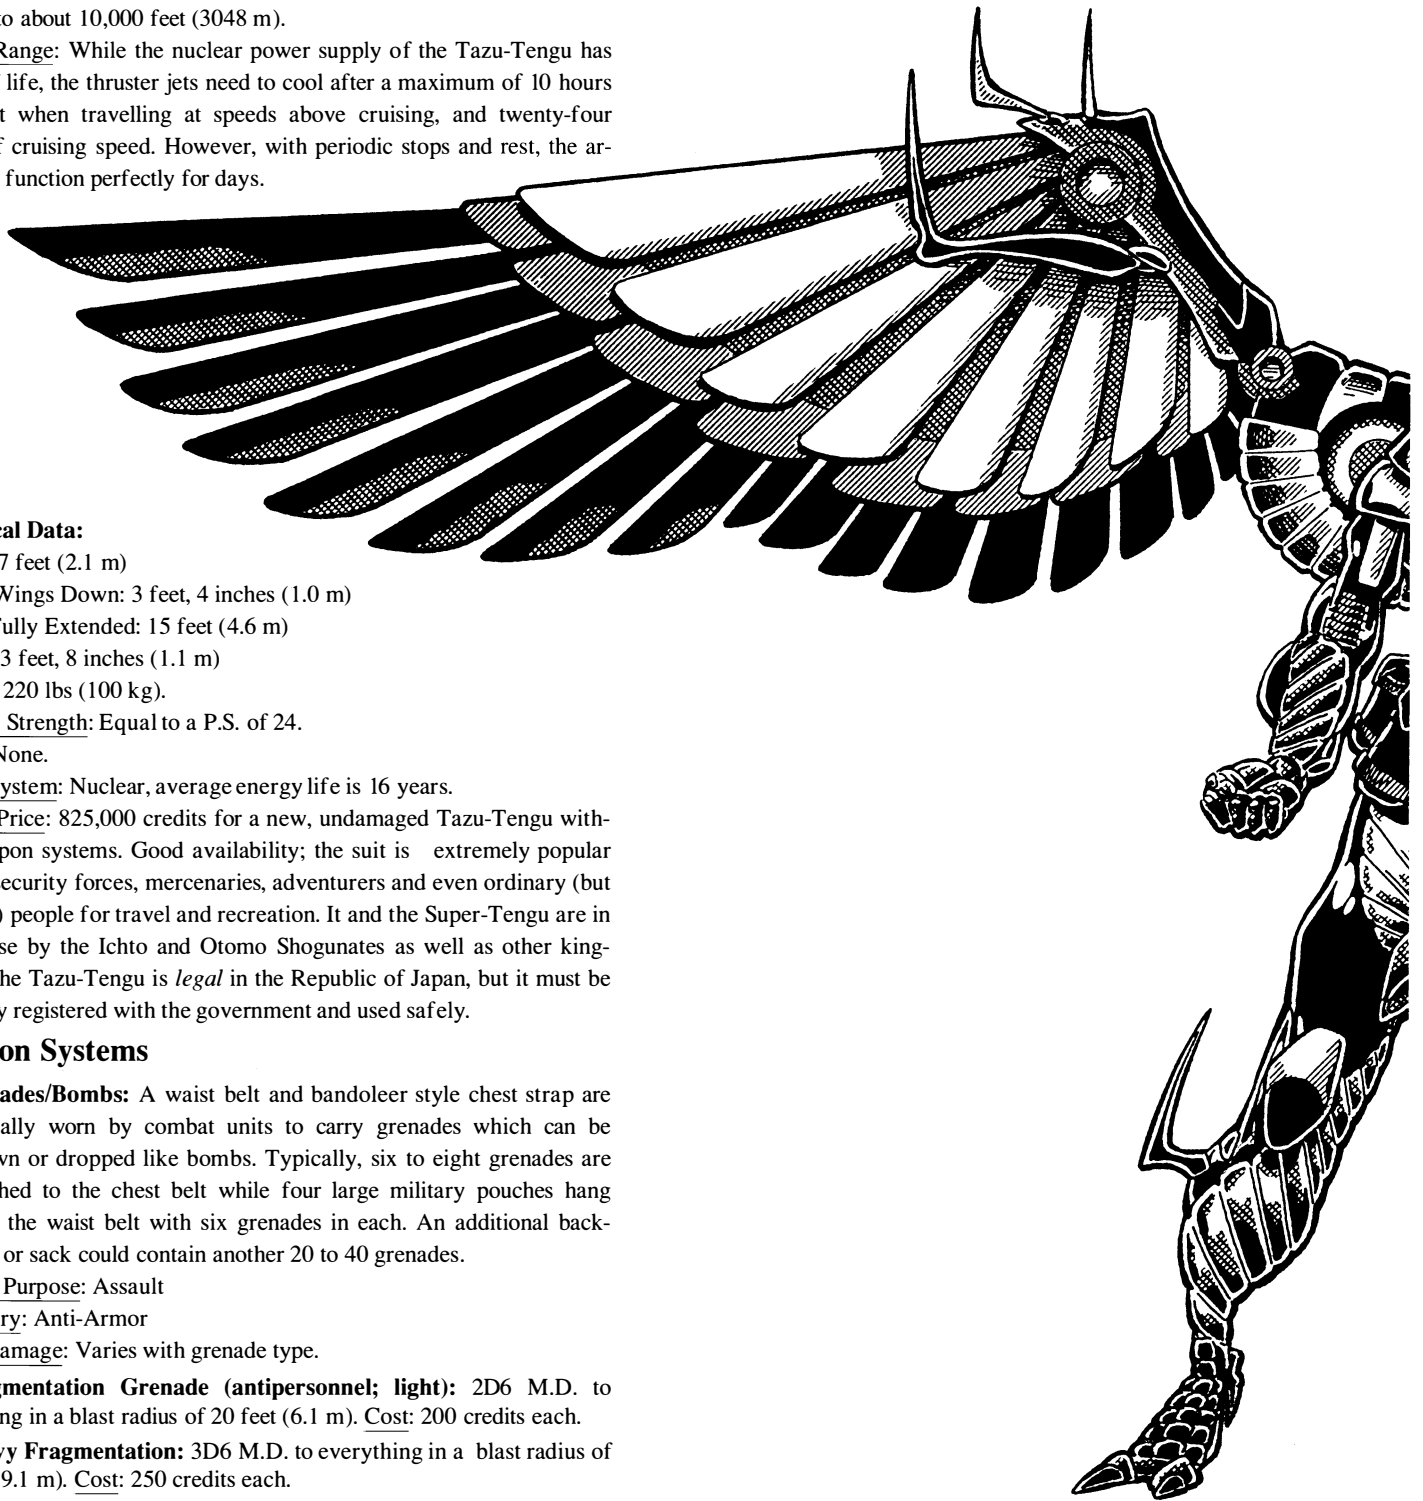 to about 10,000 feet (3048 m).
Range: While the nuclear power supply of the Tazu-Tengu has
life, the thruster jets need to cool after a maximum of 10 hours
t when travelling at speeds above cruising, and twenty-four
f cruising speed. However, with periodic stops and rest, the ar-
function perfectly for days.
cal Data:
7 feet (2.1 m)
Wings Down: 3 feet, 4 inches (1.0 m)
Fully Extended: 15 feet (4.6 m)
3 feet, 8 inches (1.1 m)
220 lbs (100 kg).
Strength: Equal to a P.S. of 24.
None.
ystem: Nuclear, average energy life is 16 years.
Price: 825,000 credits for a new, undamaged Tazu-Tengu with-
pon systems. Good availability; the suit is extremely popular
security forces, mercenaries, adventurers and even ordinary (but
) people for travel and recreation. It and the Super-Tengu are in
se by the Ichto and Otomo Shogunates as well as other king-
he Tazu-Tengu is legal in the Republic of Japan, but it must be
y registered with the government and used safely.
on Systems
ades/Bombs: A waist belt and bandoleer style chest strap are
ally worn by combat units to carry grenades which can be
wn or dropped like bombs. Typically, six to eight grenades are
hed to the chest belt while four large military pouches hang
the waist belt with six grenades in each. An additional back-
or sack could contain another 20 to 40 grenades.
Purpose: Assault
ry: Anti-Armor
amage: Varies with grenade type.
gmentation Grenade (antipersonnel; light): 2D6 M.D. to
ng in a blast radius of 20 feet (6.1 m). Cost: 200 credits each.
vy Fragmentation: 3D6 M.D. to everything in a blast radius of
9.1 m). Cost: 250 credits each.